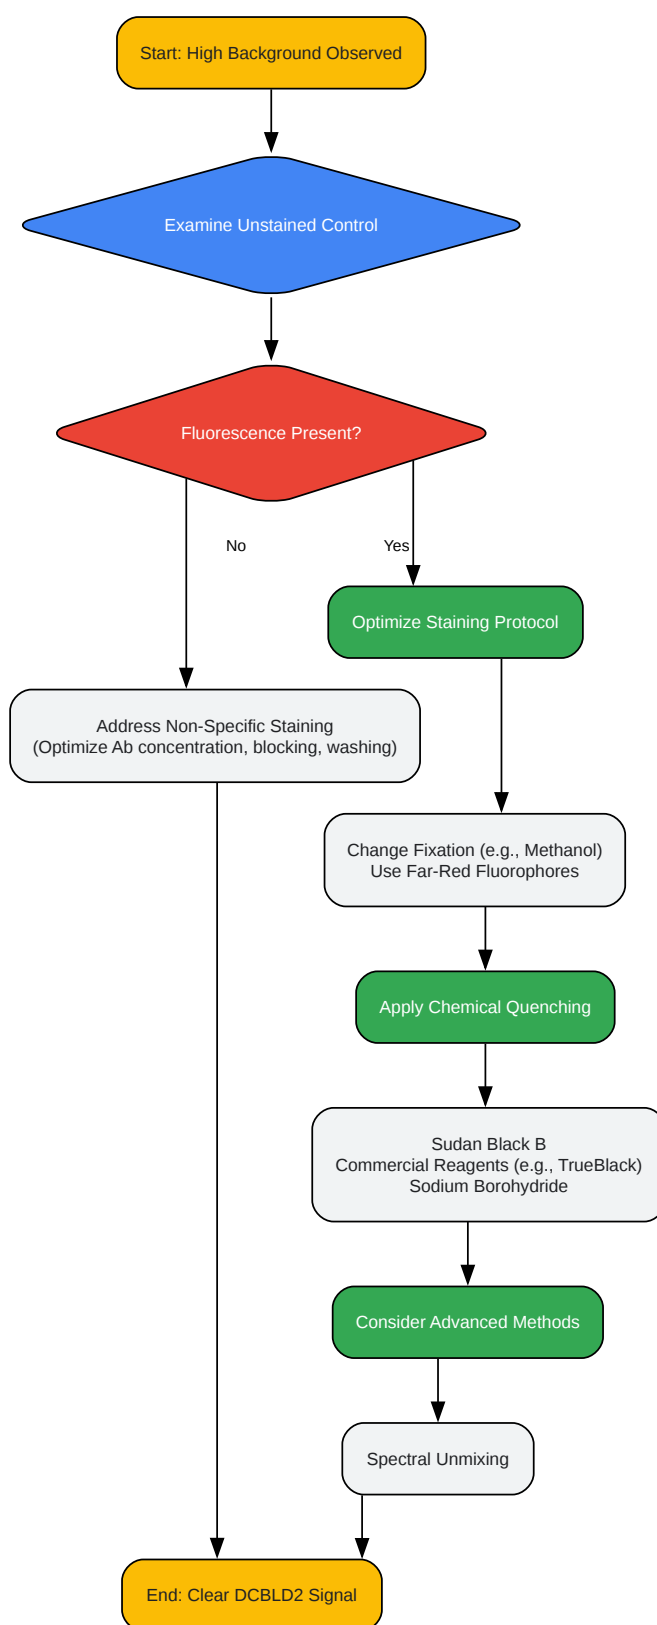 Start: High Background Observed
Examine Unstained Control
Fluorescence Present?
No
Yes
Optimize Staining Protocol
Address Non-Specific Staining
(Optimize Ab concentration, blocking, washing)
Change Fixation (e.g., Methanol)
Use Far-Red Fluorophores
Apply Chemical Quenching
Sudan Black B
Commercial Reagents (e.g., TrueBlack)
Sodium Borohydride
Consider Advanced Methods
Spectral Unmixing
End: Clear DCBLD2 Signal